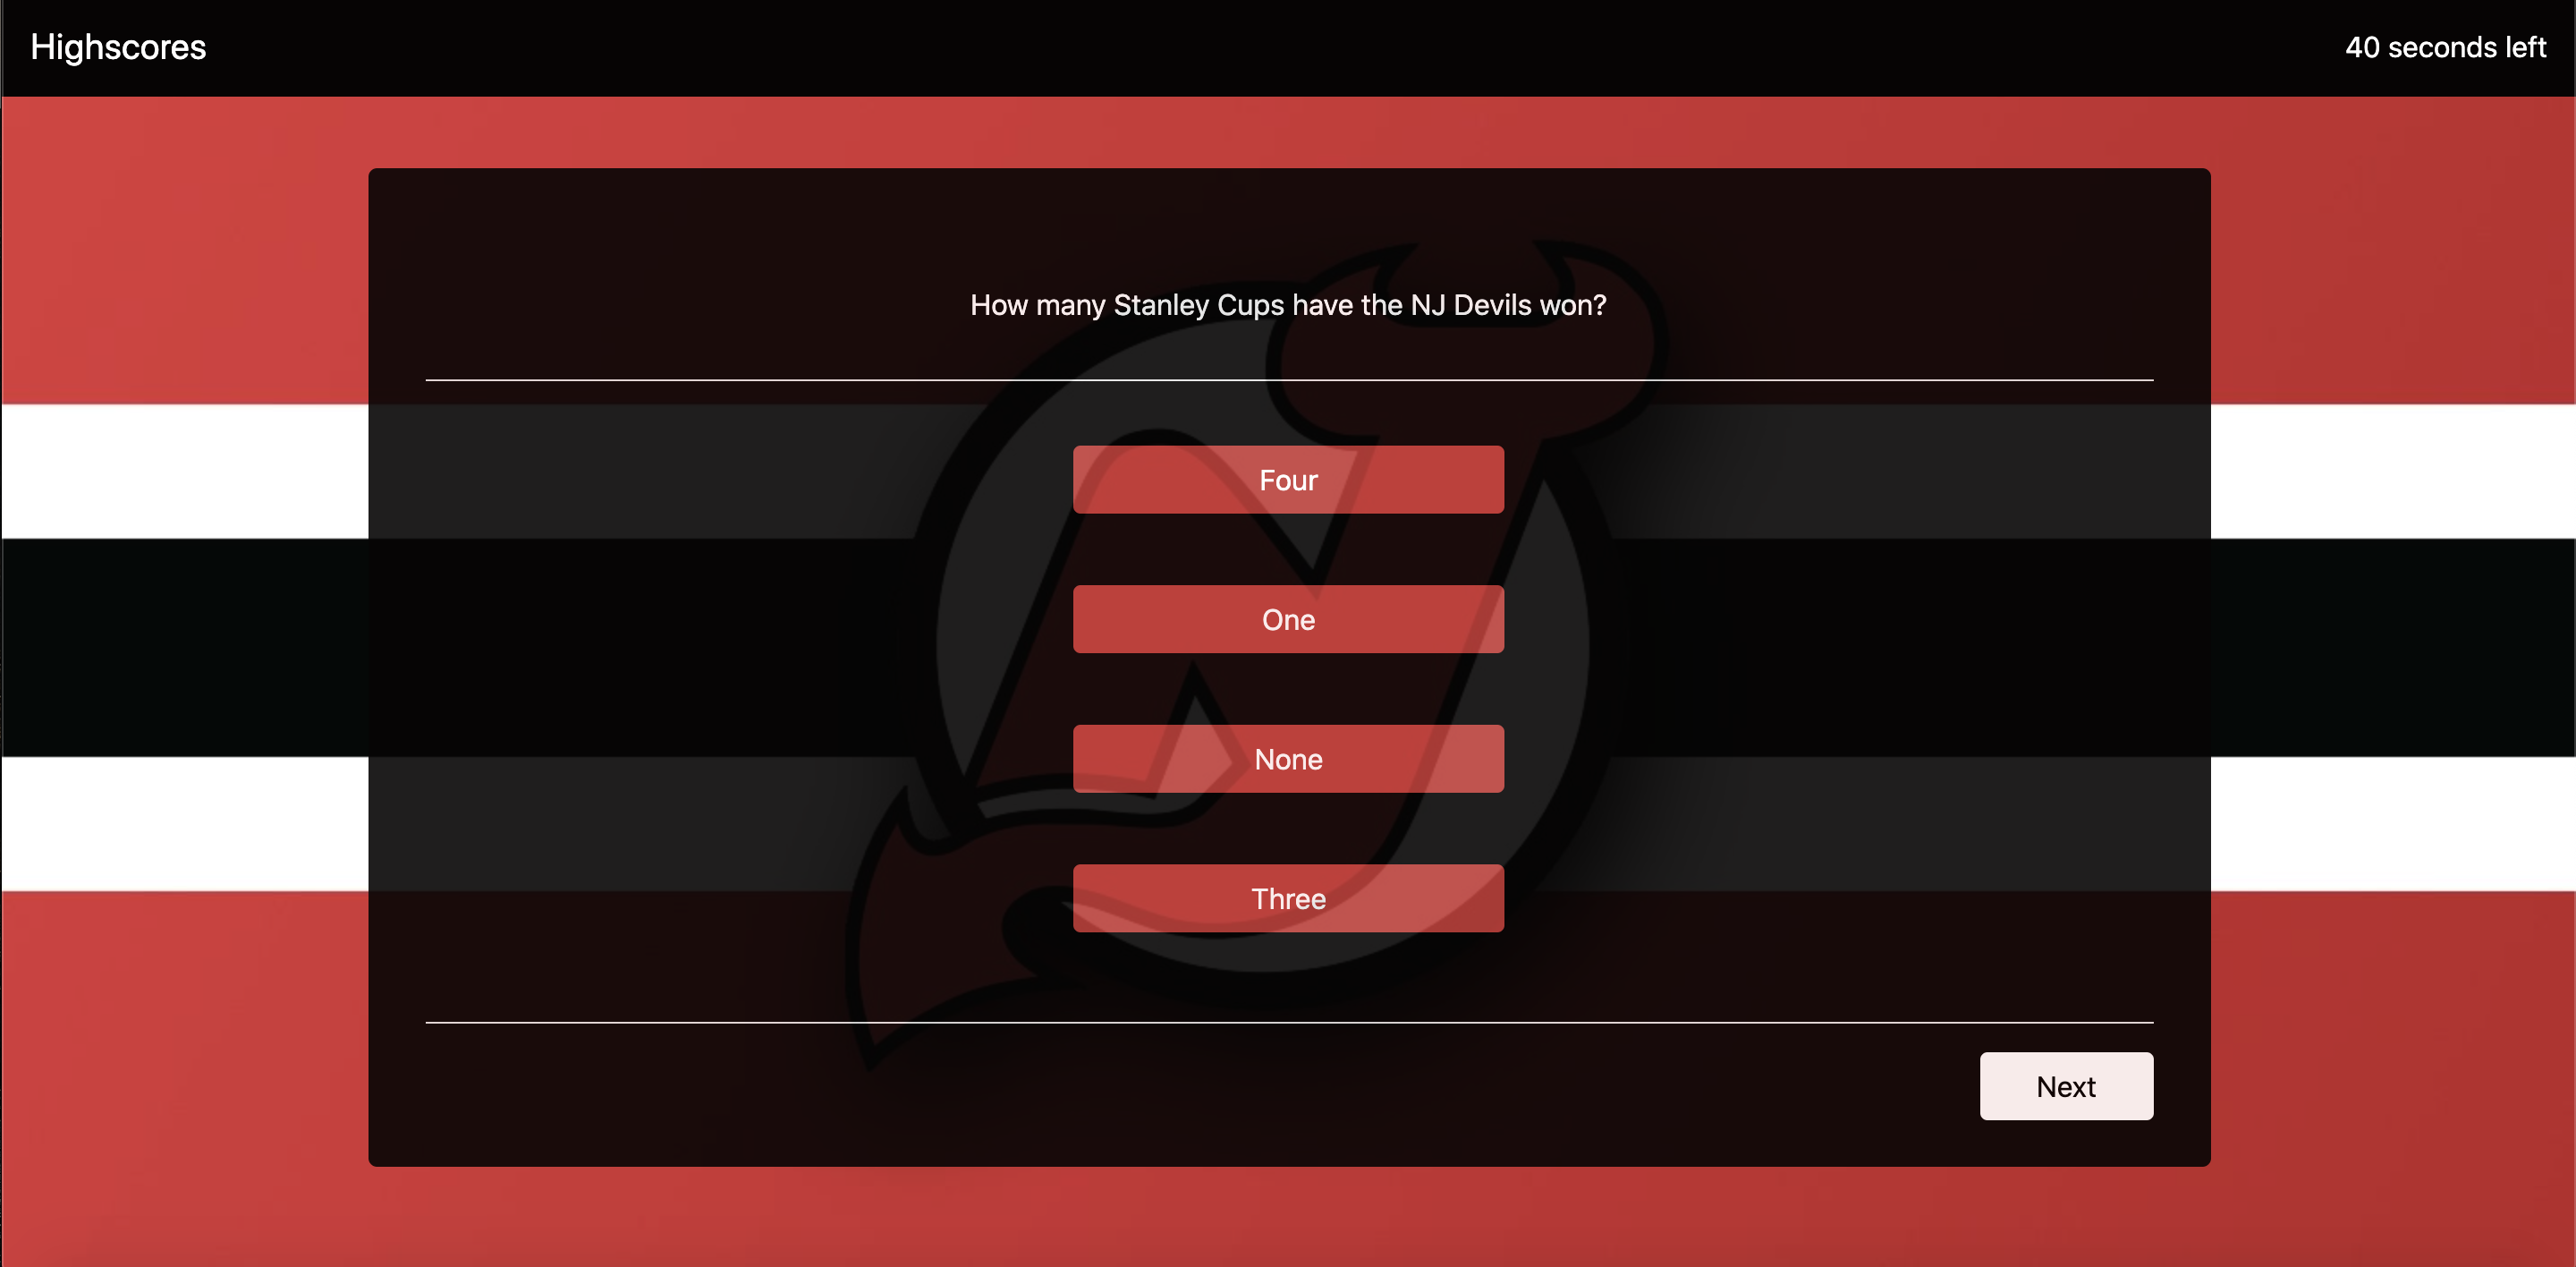 Highscores
40 seconds left
How many Stanley Cups have the NJ Devils won?
Four
One
None
Three
Next